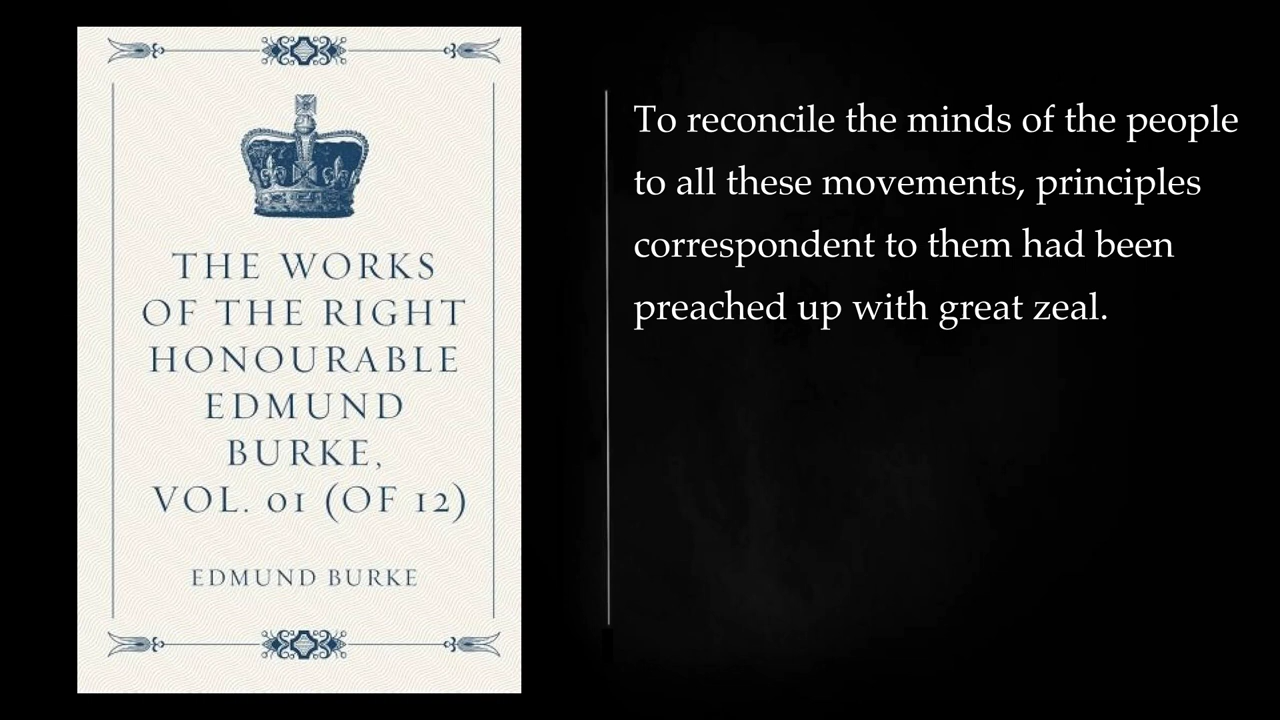 THE WORKS
OF THE RIGHT
HONOURABLE
EDMUND
BURKE,
VOL. 01 (OF 12)
EDMUND BURKE
To reconcile the minds of the people
to all these movements, principles
correspondent to them had been
preached up with great zeal.